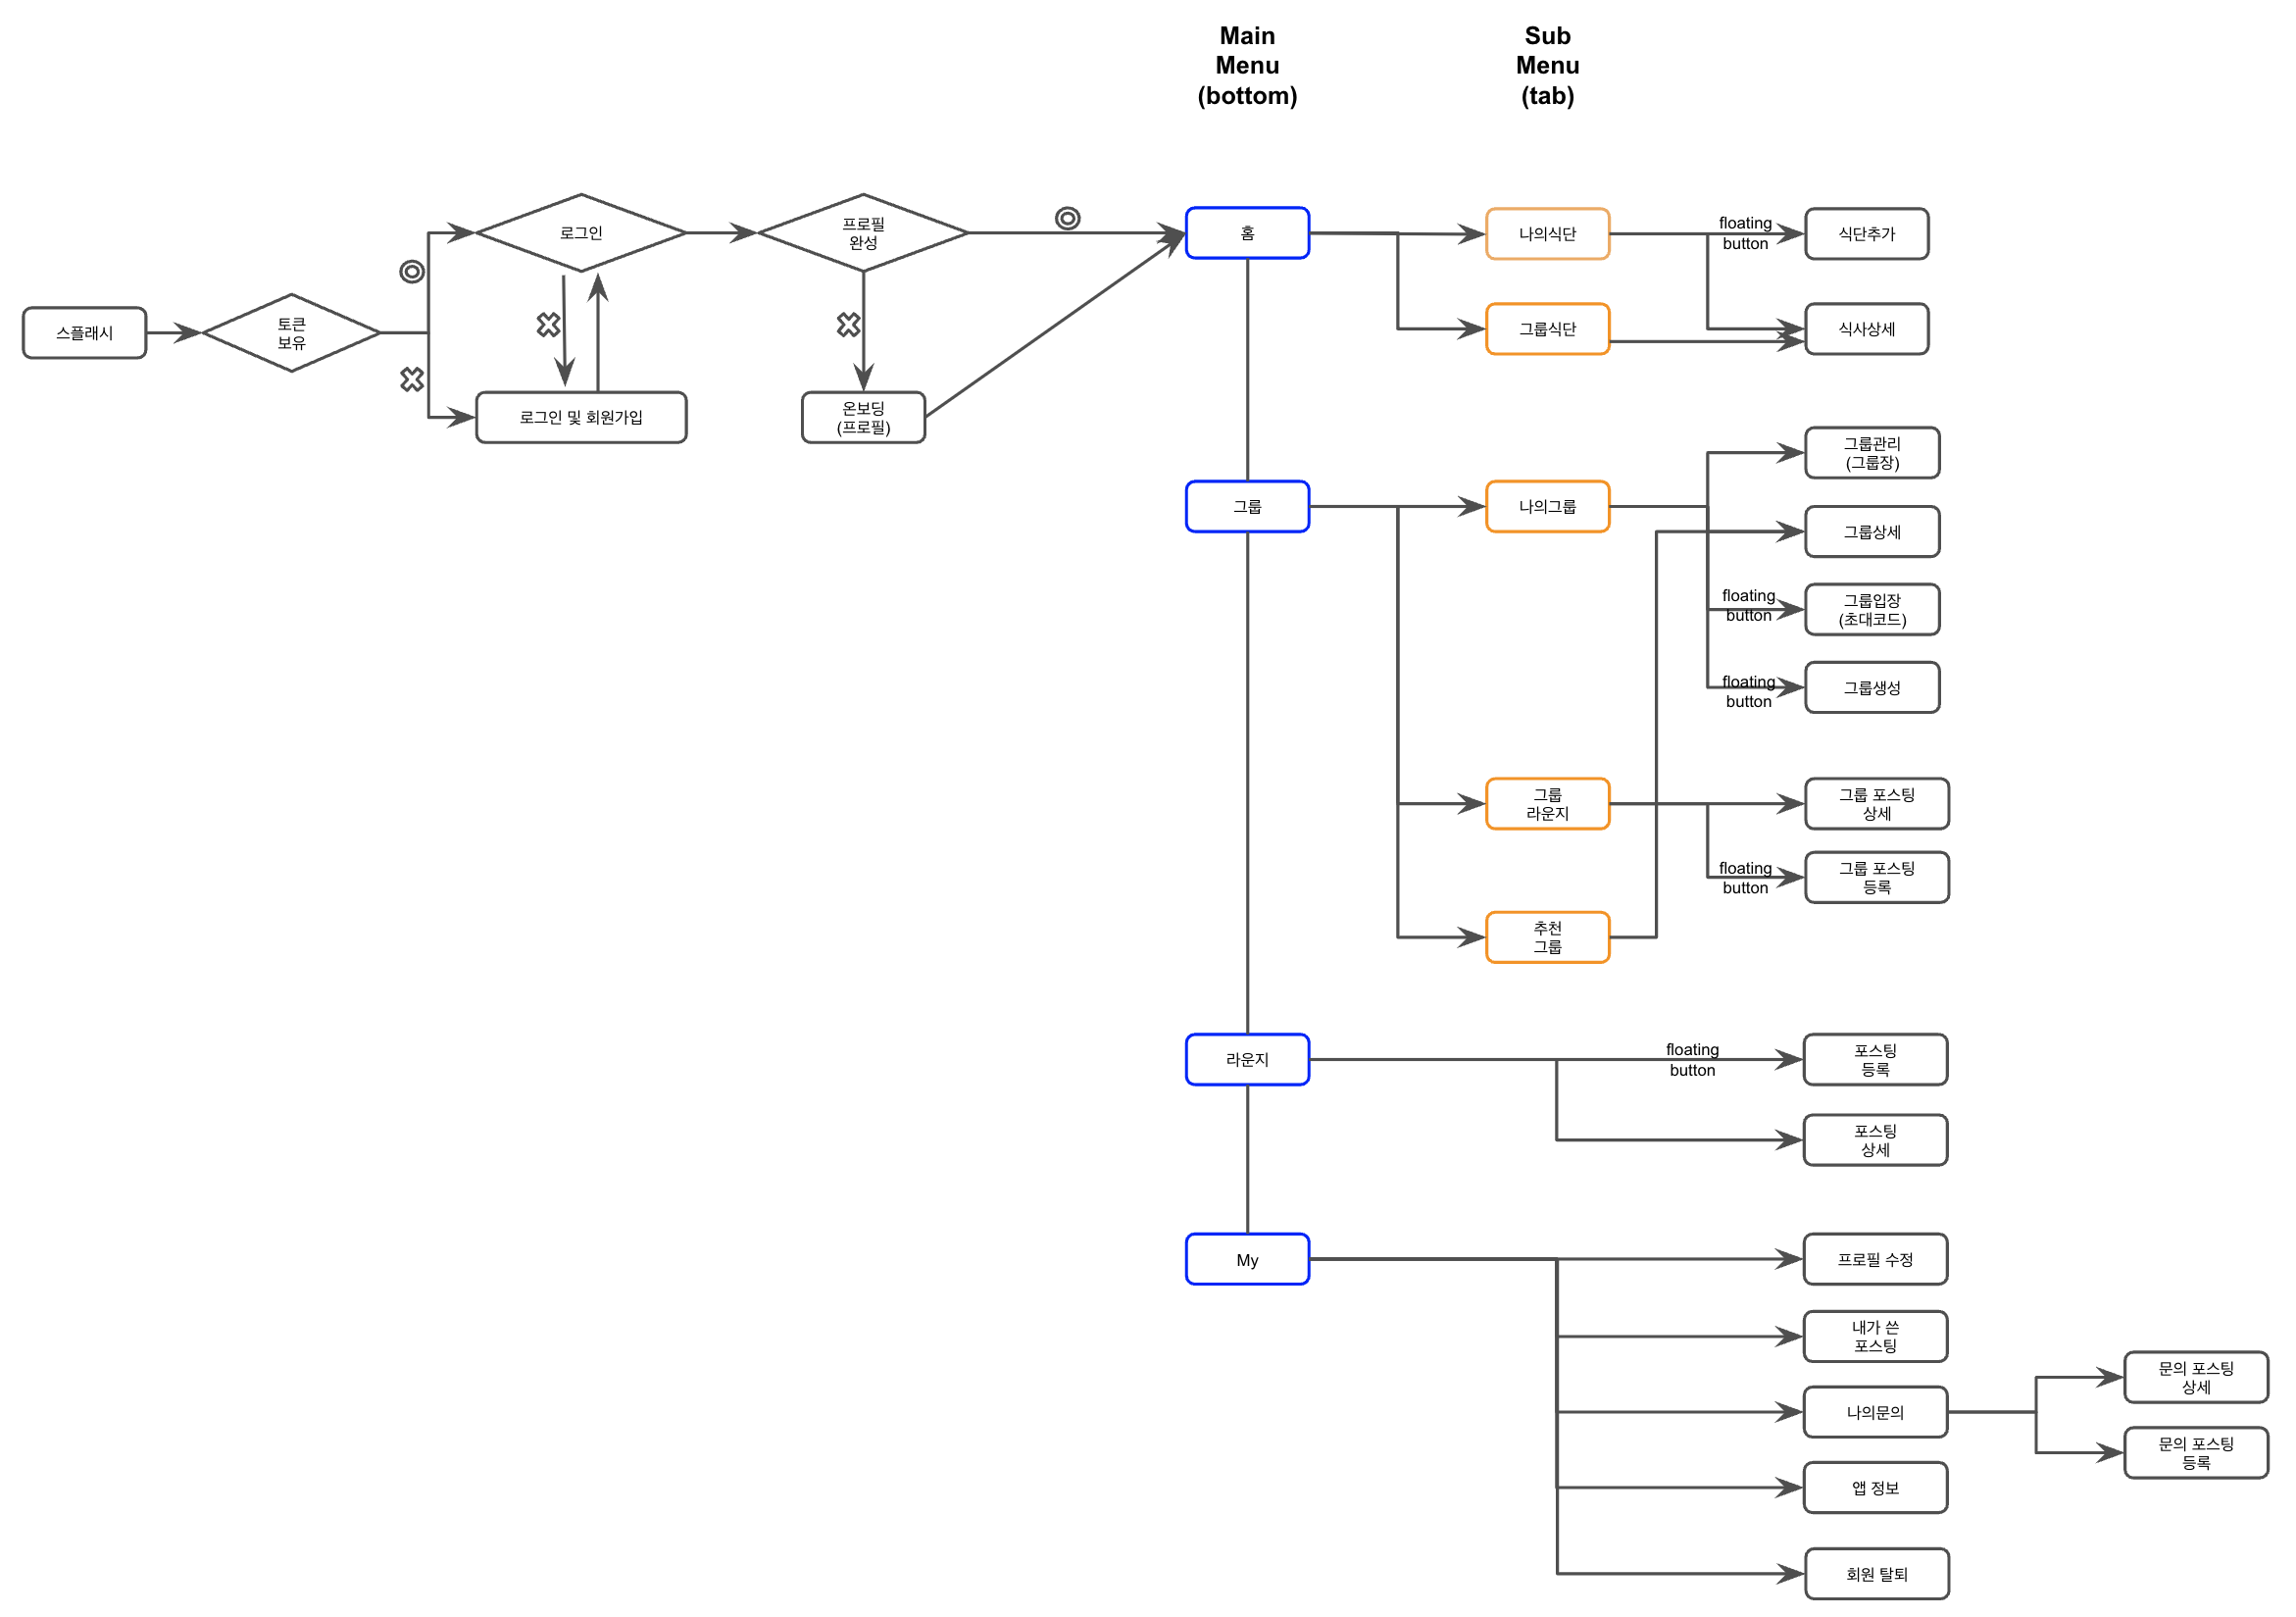 Main
Menu
(bottom)
Sub
Menu
(tab)
스플래시
토큰
보유
로그인
로그인 및 회원가입
프로필
완성
온보딩
(프로필)
홈
나의식단
floating
button
식단추가
그룹식단
식사상세
그룹
나의그룹
그룹관리
(그룹장)
그룹상세
floating
button
그룹입장
(초대코드)
floating
button
그룹생성
그룹
라운지
그룹 포스팅
상세
floating
button
그룹 포스팅
등록
추천
그룹
라운지
floating
button
포스팅
등록
포스팅
상세
My
프로필 수정
내가 쓴
포스팅
나의문의
문의 포스팅
상세
문의 포스팅
등록
앱 정보
회원 탈퇴